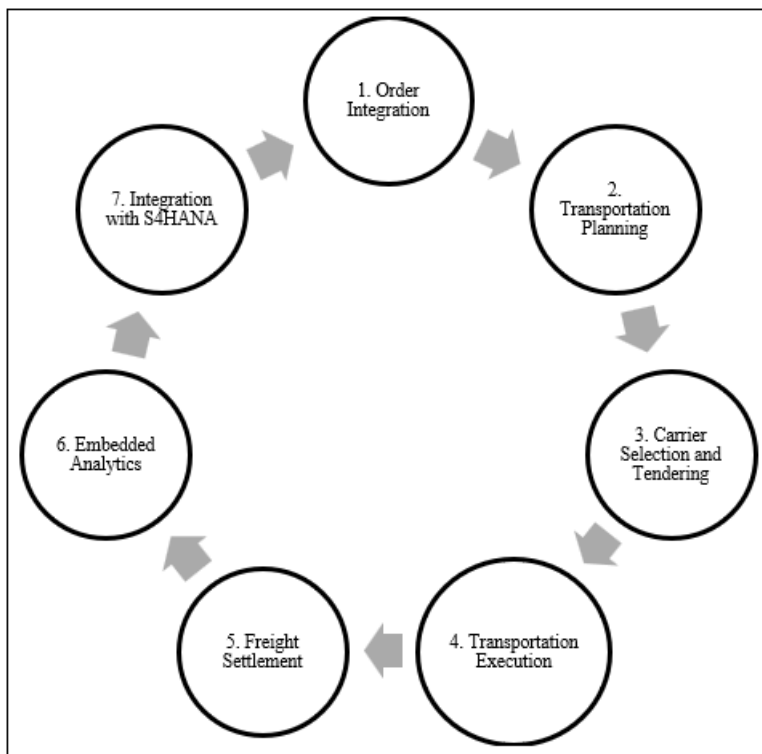 1. Order
Integration
2.
Transportation
Planning
3. Carrier
Selection and
Tendering
4. Transportation
Execution
5. Freight
Settlement
6. Embedded
Analytics
7. Integration
with S4HANA